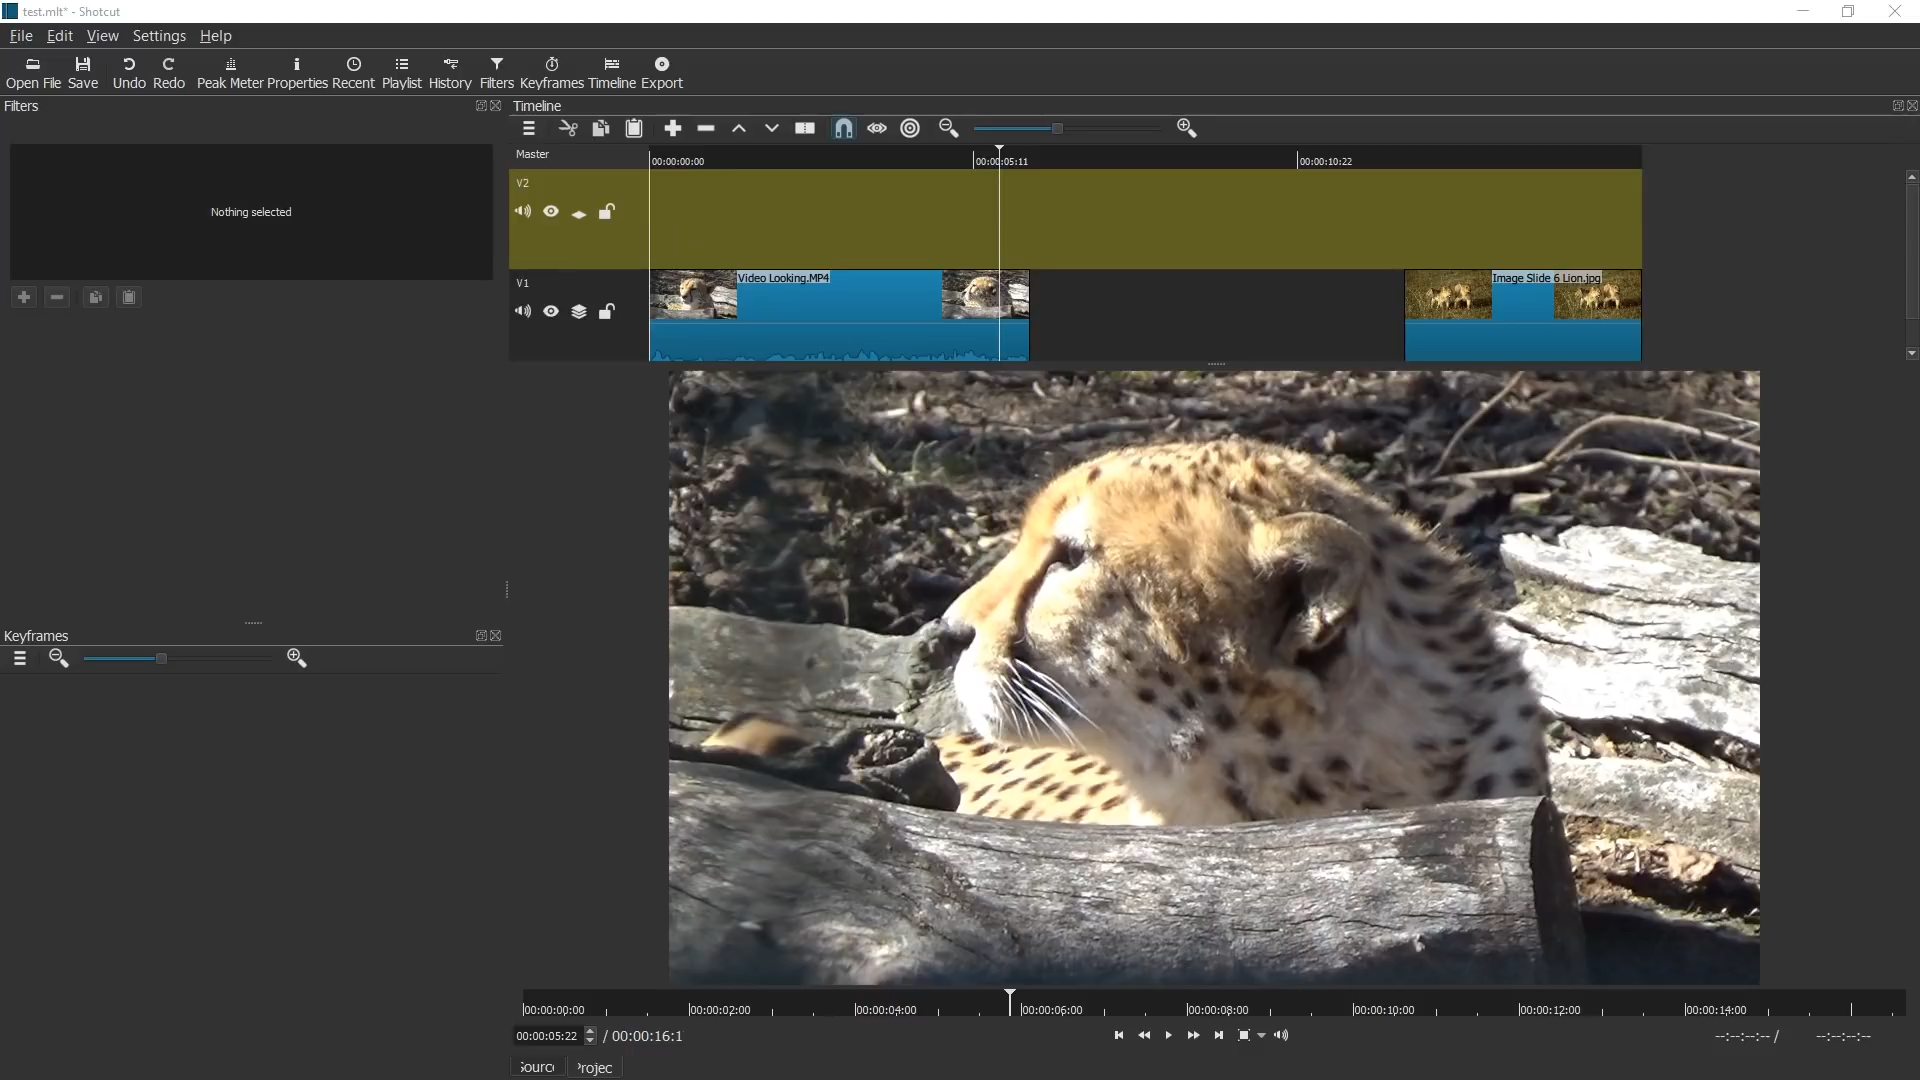 test.mlt* - Shotcut
File Edit View Settings Help
Open File Save Undo Redo Peak Meter Properties Recent Playlist History Filters Keyframes Timeline Export
Filters
Timeline
Master
00:00:00:00 00:00:05:11 00:00:10:22
V2
Nothing selected
V1
Video Looking.MP4
Image Slide 6 Lion.jpg
Keyframes
00:00:00:00 00:00:02:00 00:00:04:00 00:00:06:00 00:00:08:00 00:00:10:00 00:00:12:00 00:00:14:00
00:00:05:22 / 00:00:16:1
--:--:--:-- / --:--:--:--
Sourc Projec